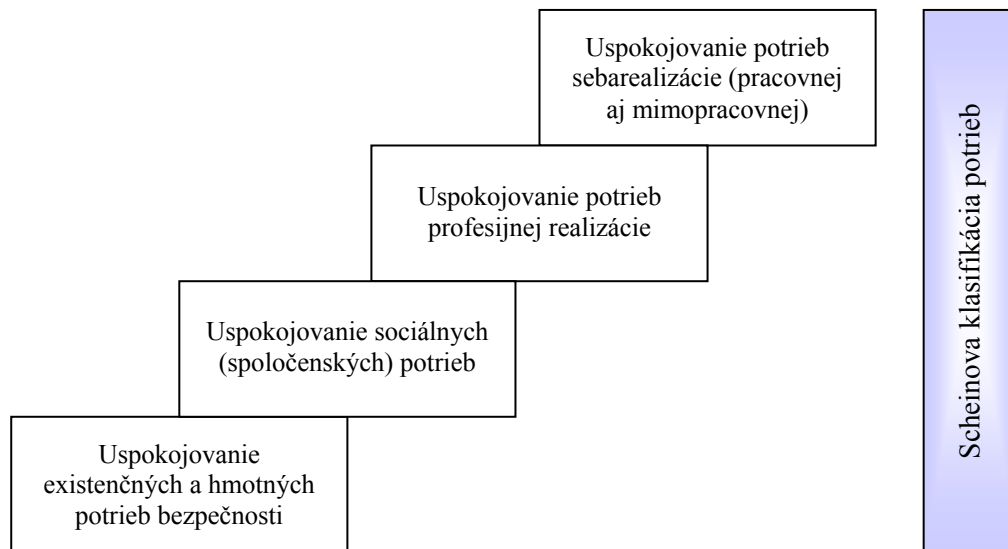 Uspokojovanie potrieb
sebarealizácie (pracovnej
aj mimopracovnej)
Uspokojovanie potrieb
profesijnej realizácie
Uspokojovanie sociálnych
(spoločenských) potrieb
Uspokojovanie
existenčných a hmotných
potrieb bezpečnosti
Scheinova klasifikácia potrieb